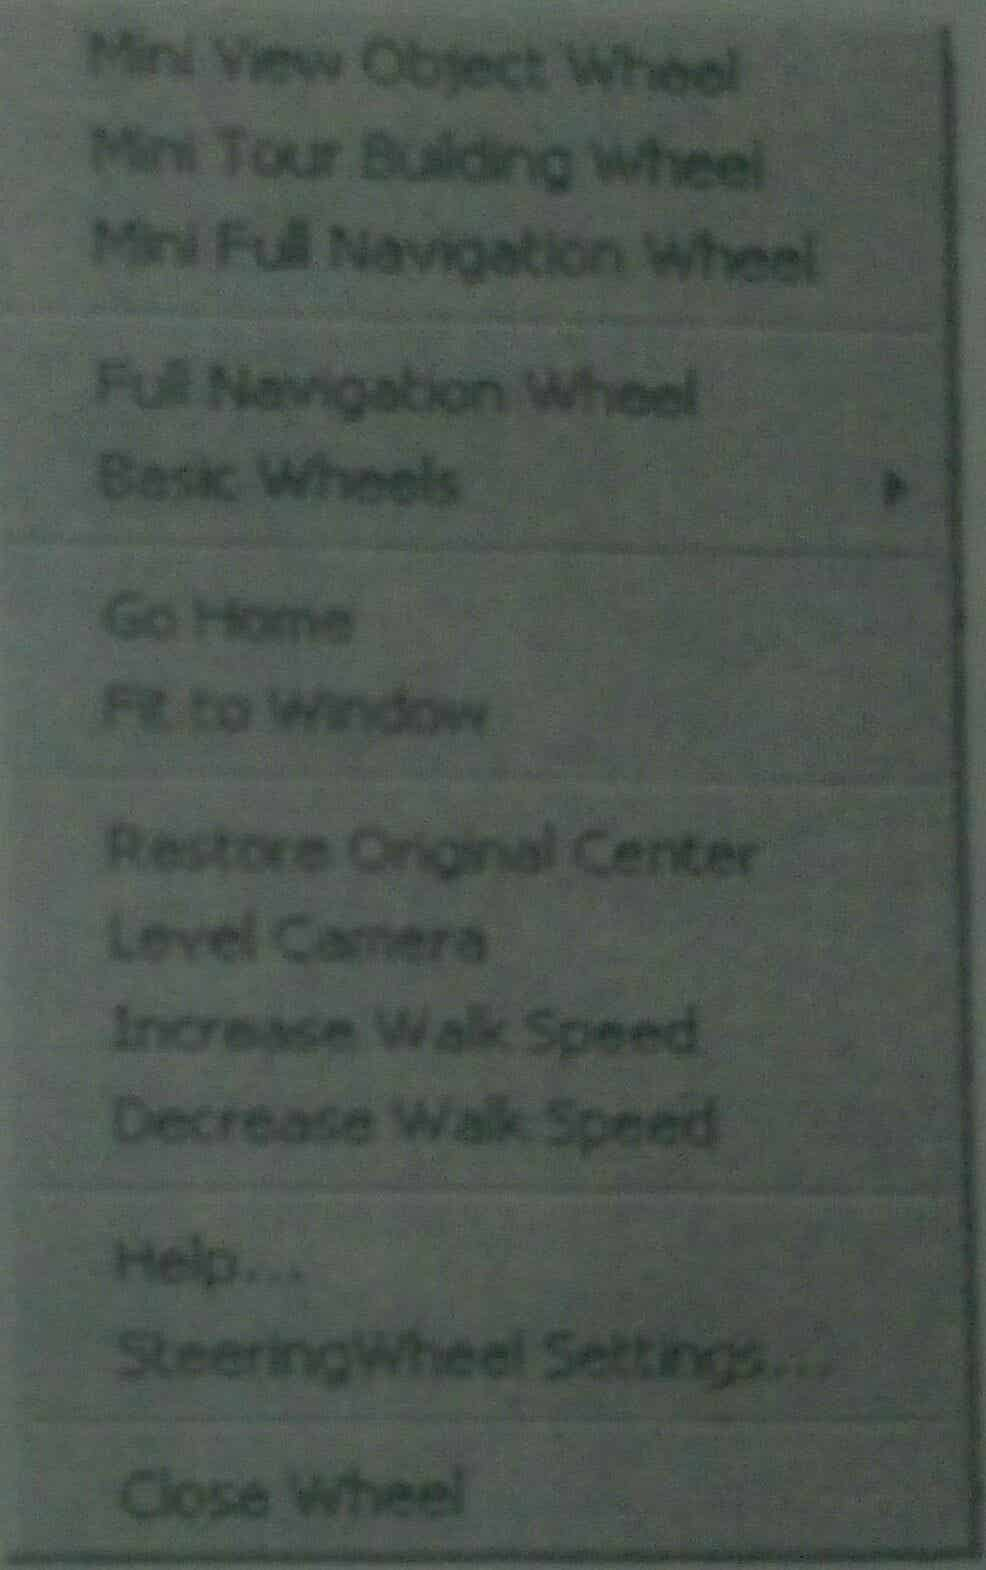 Mini View Object Wheel
Mini Tour Building Wheel
Mini Full Navigation Wheel
Full Navigation Wheel
Basic Wheels
Go Home
Fit to Window
Restore Original Center
Level Camera
Increase Walk Speed
Decrease Walk Speed
Help...
SteeringWheel Settings...
Close Wheel